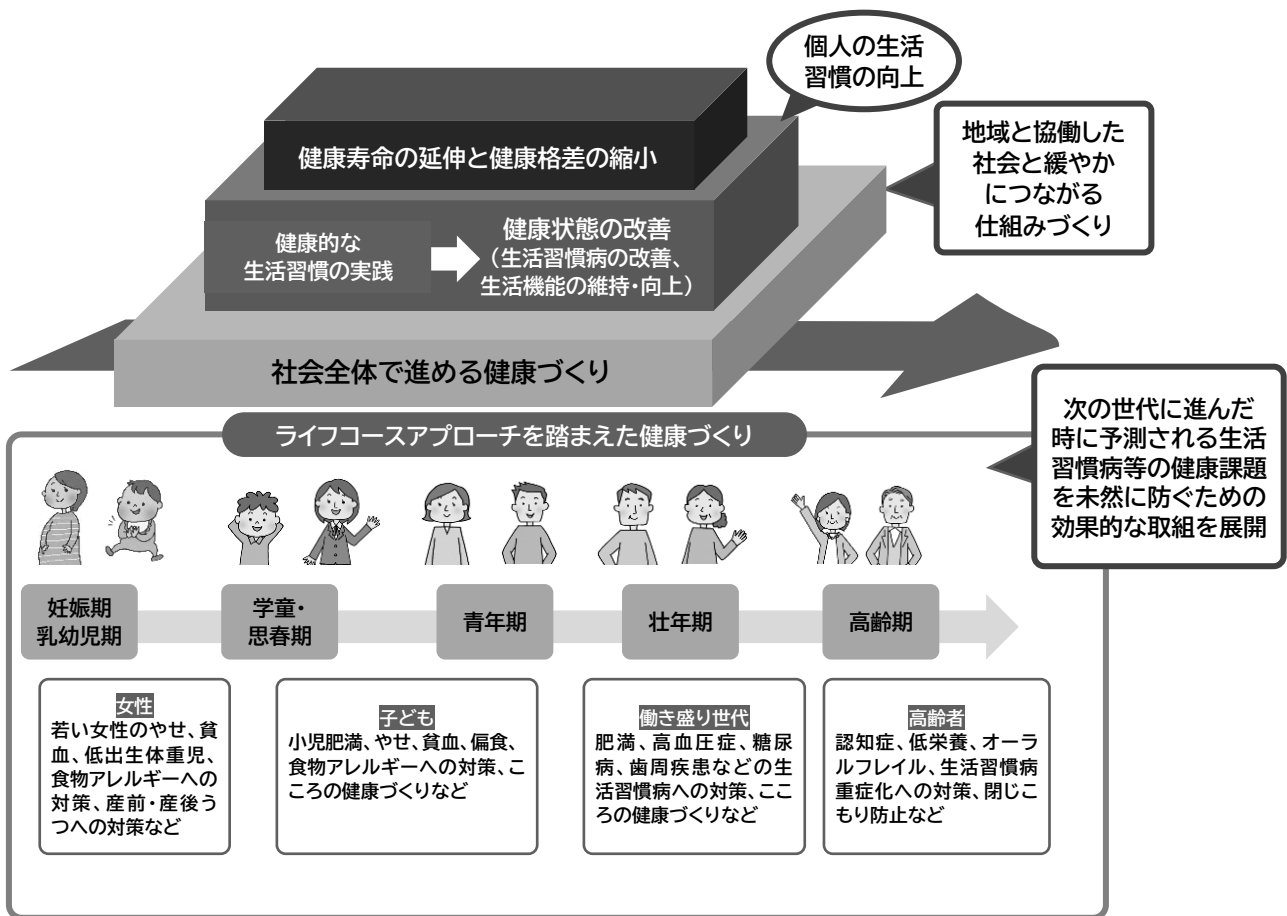 個人の生活
習慣の向上
地域と協働した
社会と緩やか
につながる
仕組みづくり
健康寿命の延伸と健康格差の縮小
健康的な
生活習慣の実践
健康状態の改善
（生活習慣病の改善、
生活機能の維持・向上）
社会全体で進める健康づくり
次の世代に進んだ
時に予測される生活
習慣病等の健康課題
を未然に防ぐための
効果的な取組を展開
ライフコースアプローチを踏まえた健康づくり
妊娠期
乳幼児期
学童・
思春期
青年期
壮年期
高齢期
女性
若い女性のやせ、貧
血、低出生体重児、
食物アレルギーへの
対策、産前・産後う
つへの対策など
子ども
小児肥満、やせ、貧血、偏食、
食物アレルギーへの対策、こ
ころの健康づくりなど
働き盛り世代
肥満、高血圧症、糖尿
病、歯周疾患などの生
活習慣病への対策、ここ
ろの健康づくりなど
高齢者
認知症、低栄養、オーラ
ルフレイル、生活習慣病
重症化への対策、閉じこ
もり防止など